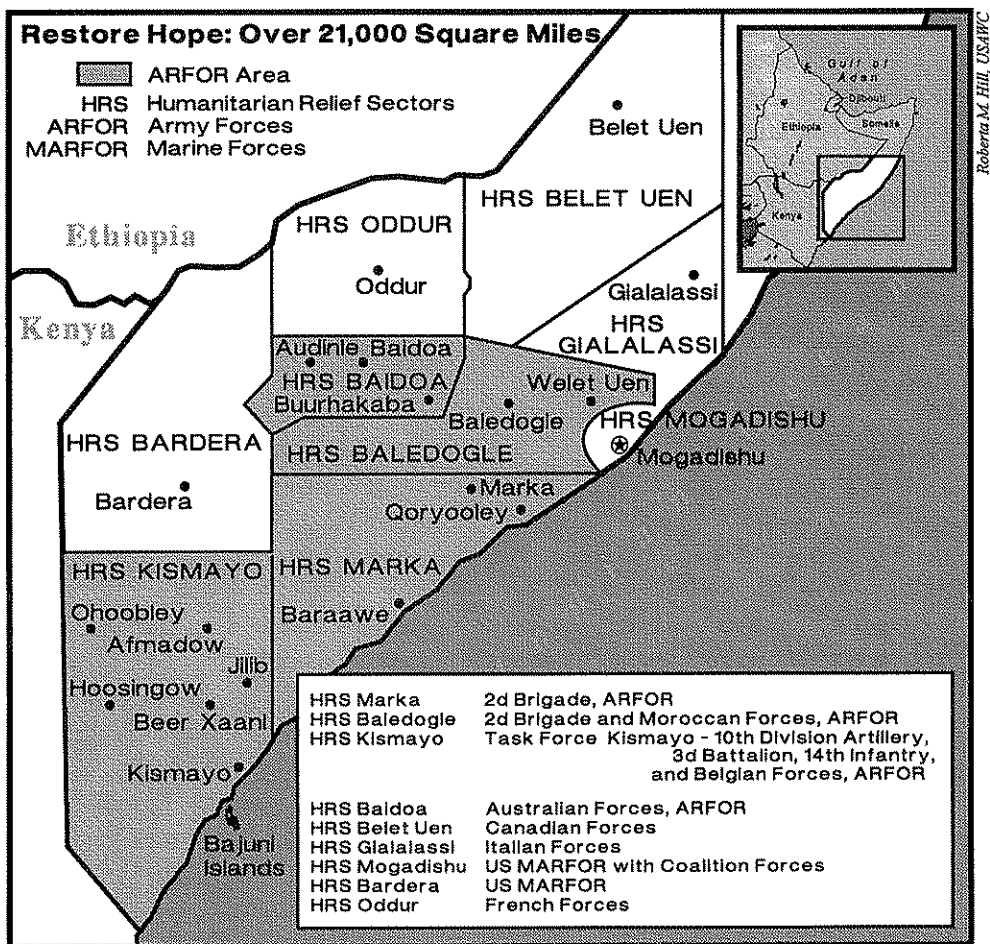 Restore Hope: Over 21,000 Square Miles
ARFOR Area
HRS Humanitarian Relief Sectors
ARFOR Army Forces
MARFOR Marine Forces
Roberta M. Hill, USAWC
Gulf of
Aden
Djibouti
Ethiopia
Somalia
Kenya
Belet Uen
HRS BELET UEN
HRS ODDUR
Ethiopia
Oddur
Gialalassi
Kenya
HRS
GIALALASSI
Audinle Baidoa
HRS BAIDOA
Welet Uen
Buurhakaba
Baledogle
HRS MOGADISHU
HRS BARDERA
HRS BALEDOGLE
Mogadishu
Bardera
Marka
Qoryooley
HRS KISMAYO
HRS MARKA
Ohoobley
Baraawe
Afmadow
Jilib
Hoosingow
Beer Xaani
Kismayo
Bajuni
Islands
HRS Marka 2d Brigade, ARFOR
HRS Baledogle 2d Brigade and Moroccan Forces, ARFOR
HRS Kismayo Task Force Kismayo - 10th Division Artillery,
3d Battalion, 14th Infantry,
and Belgian Forces, ARFOR
HRS Baidoa Australian Forces, ARFOR
HRS Belet Uen Canadian Forces
HRS Gialalassi Italian Forces
HRS Mogadishu US MARFOR with Coalition Forces
HRS Bardera US MARFOR
HRS Oddur French Forces